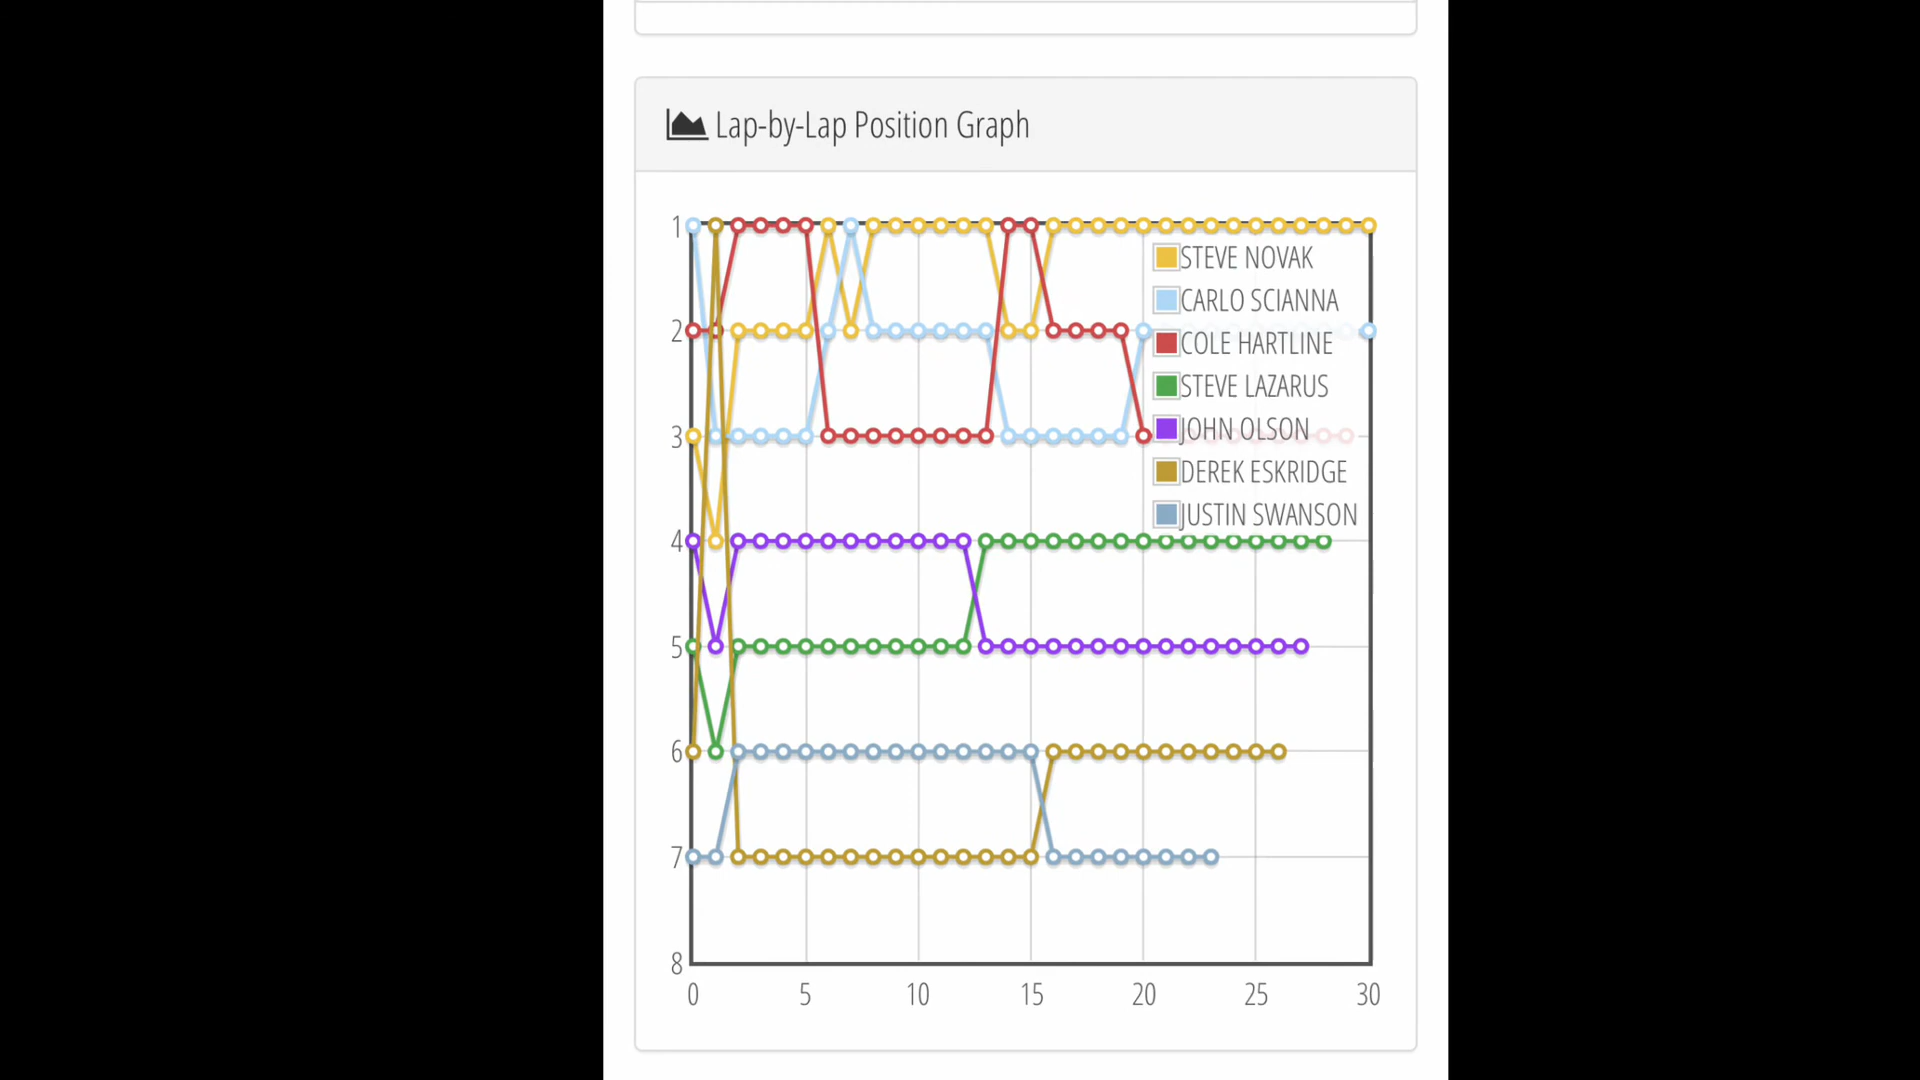 Lap-by-Lap Position Graph
1
STEVE NOVAK
CARLO SCIANNA
2
COLE HARTLINE
STEVE LAZARUS
3
JOHN OLSON
DEREK ESKRIDGE
JUSTIN SWANSON
4
5
6
7
8
0 5 10 15 20 25 30